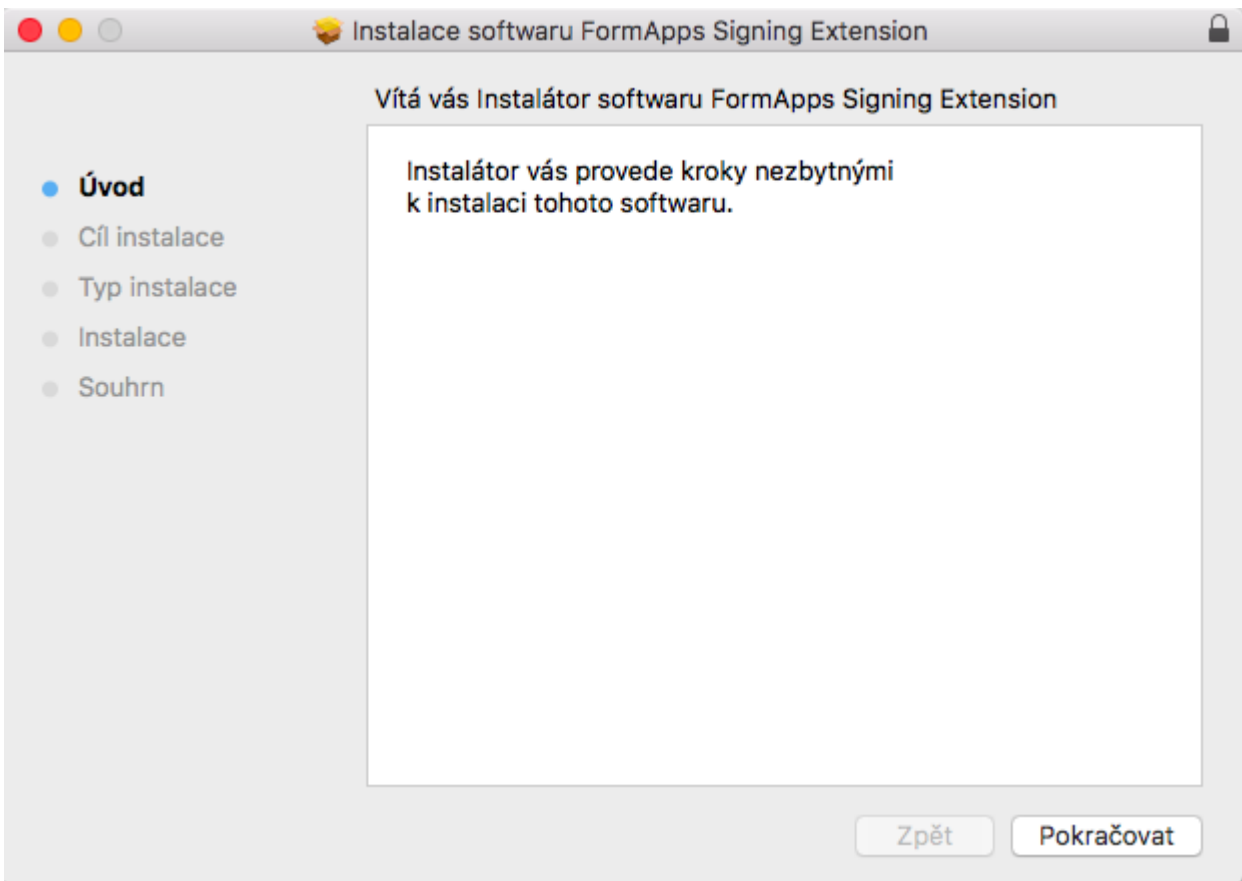 Instalace softwaru FormApps Signing Extension
Vítá vás Instalátor softwaru FormApps Signing Extension
Úvod
Cíl instalace
Typ instalace
Instalace
Souhrn
Instalátor vás provede kroky nezbytnými
k instalaci tohoto softwaru.
Zpět
Pokračovat